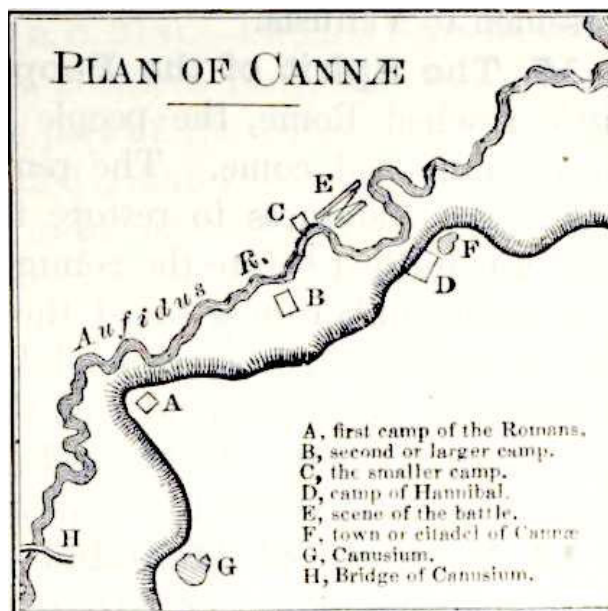 PLAN OF CANNÆ
E
C
F
D
B
Aufidus R.
A
H
G
A, first camp of the Romans.
B, second or larger camp.
C, the smaller camp.
D, camp of Hannibal.
E, scene of the battle.
F, town or citadel of Cannæ
G, Canusium.
H, Bridge of Canusium.